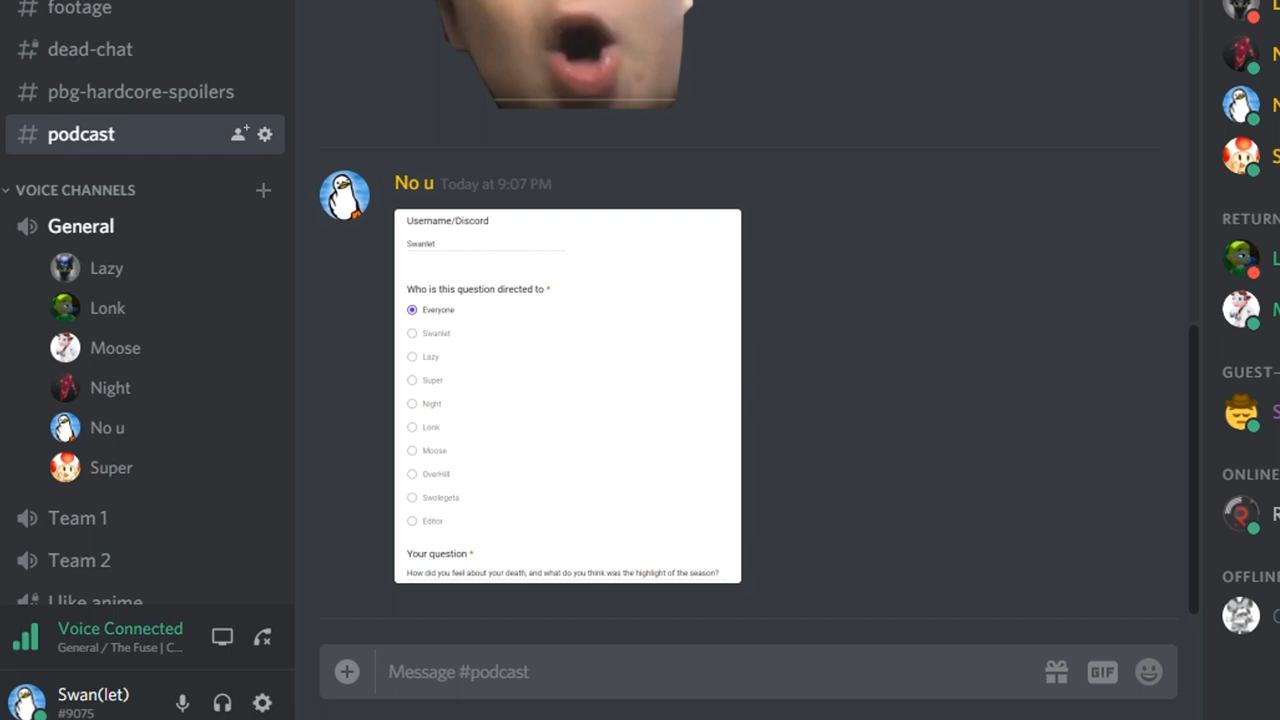 footage
dead-chat
pbg-hardcore-spoilers
podcast
VOICE CHANNELS
General
Lazy
Lonk
Moose
Night
No u
Super
Team 1
Team 2
I like anime
Voice Connected
General / The Fuse | C...
Swan(let)
#9075
No u Today at 9:07 PM
Username/Discord
Swanlet
Who is this question directed to *
Everyone
Swanlet
Lazy
Super
Night
Lonk
Moose
OverHill
Swolegeta
Editor
Your question *
How did you feel about your death, and what do you think was the highlight of the season?
Message #podcast
GIF
RETURN
GUEST-
ONLINE
OFFLINE